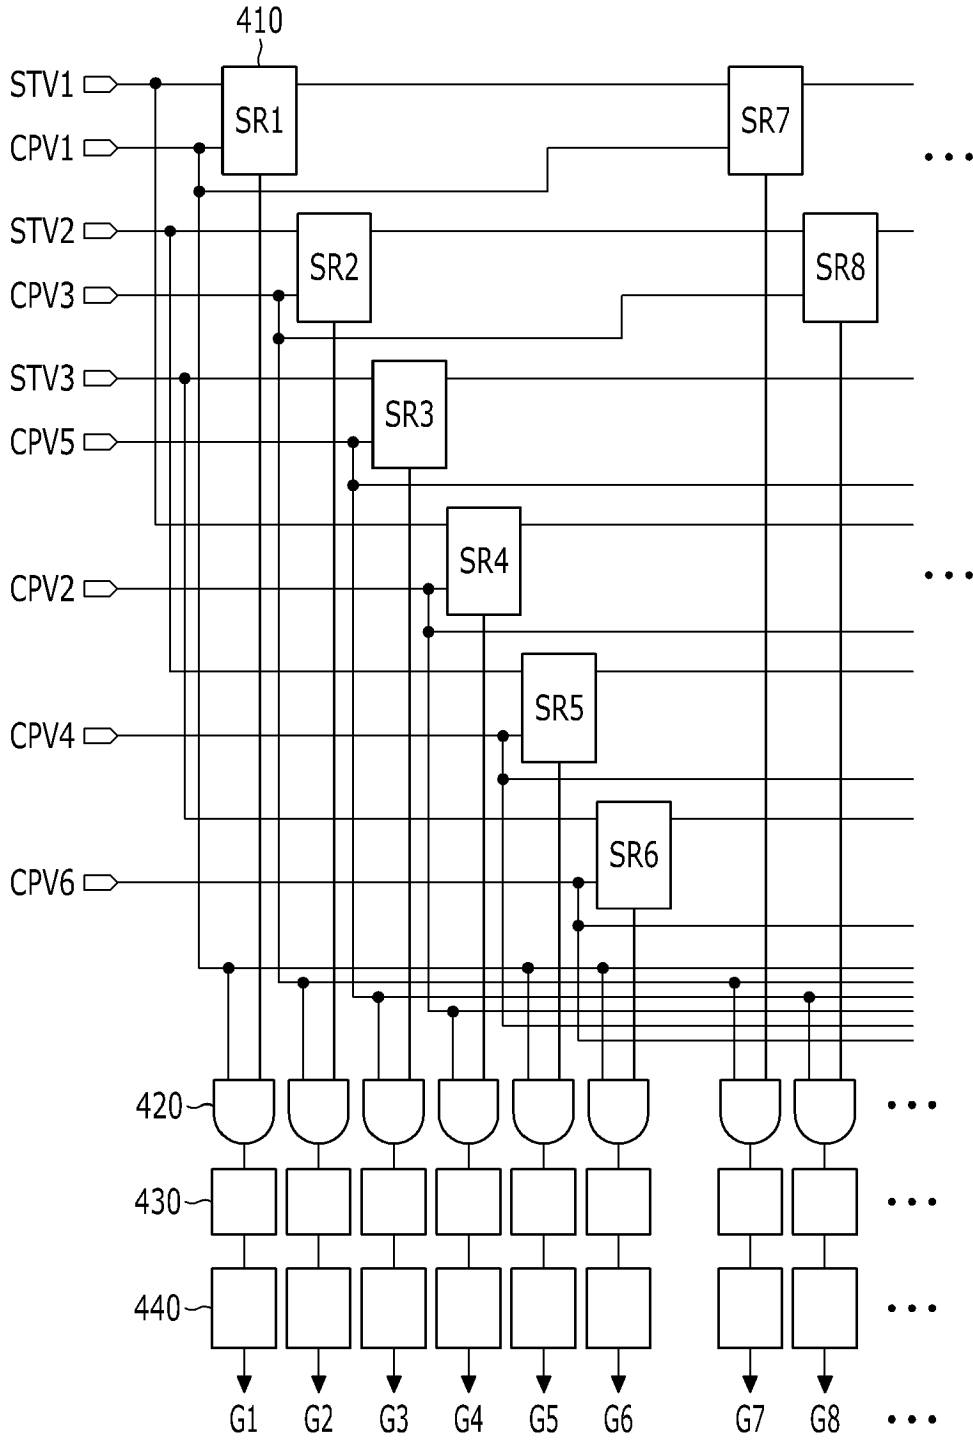 410
STV1
SR1
SR7
CPV1
...
STV2
SR2
SR8
CPV3
STV3
SR3
CPV5
SR4
CPV2
...
SR5
CPV4
SR6
CPV6
420
...
430
...
440
...
G1 G2 G3 G4 G5 G6 G7 G8 ...